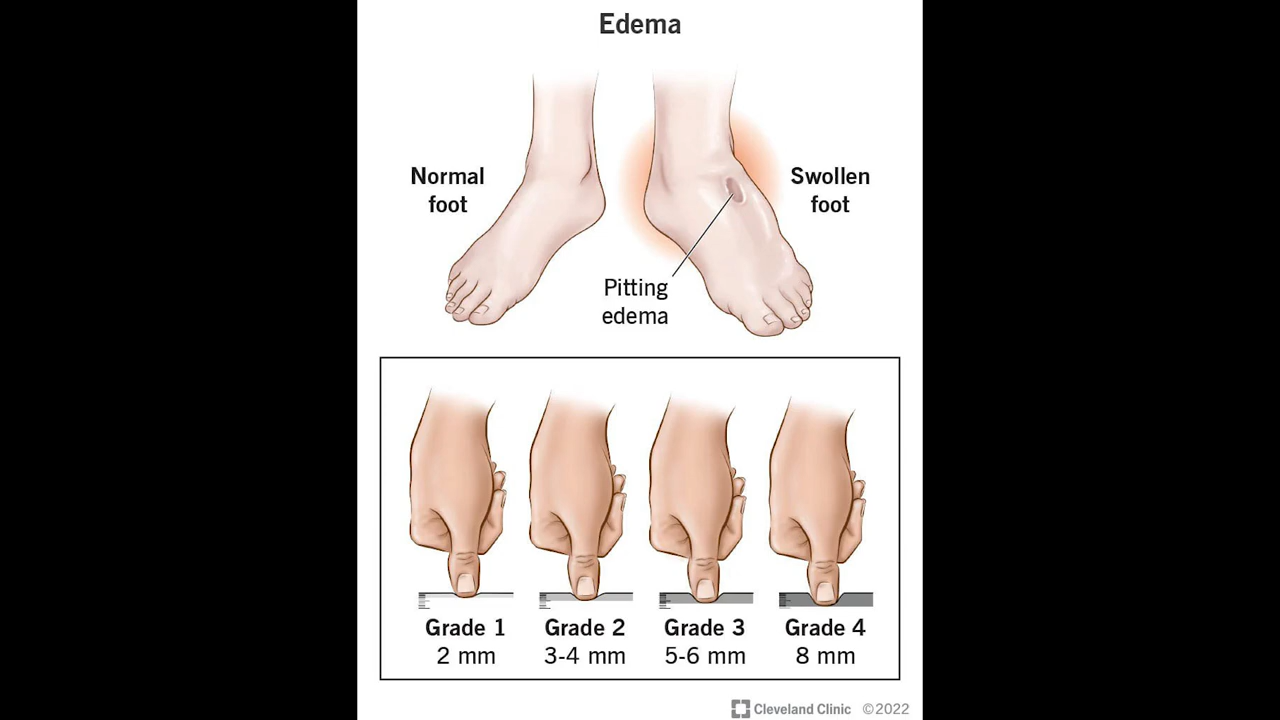 Edema
Normal
foot
Swollen
foot
Pitting
edema
Grade 1
2 mm
Grade 2
3-4 mm
Grade 3
5-6 mm
Grade 4
8 mm
Cleveland Clinic ©2022